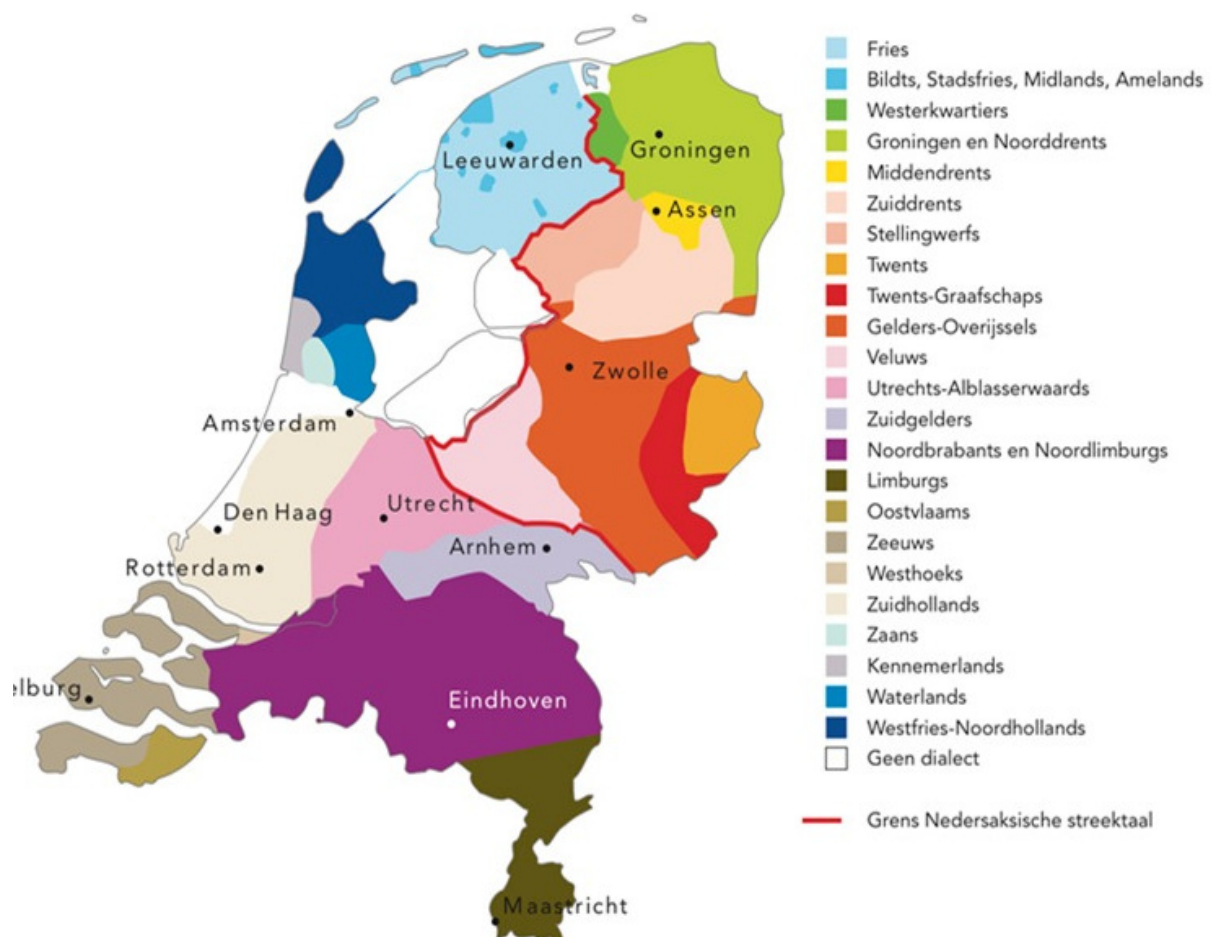 Leeuwarden
Groningen
Assen
Zwolle
Amsterdam
Den Haag
Utrecht
Arnhem
Rotterdam
elburg
Eindhoven
Maastricht
Fries
Bildts, Stadsfries, Midlands, Amelands
Westerkwartiers
Groningen en Noorddrents
Middendrents
Zuiddrents
Stellingwerfs
Twents
Twents-Graafschaps
Gelders-Overijssels
Veluws
Utrechts-Alblasserwaards
Zuidgelders
Noordbrabants en Noordlimburgs
Limburgs
Oostvlaams
Zeeuws
Westhoeks
Zuidhollands
Zaans
Kennemerlands
Waterlands
Westfries-Noordhollands
Geen dialect
Grens Nedersaksische streektaal